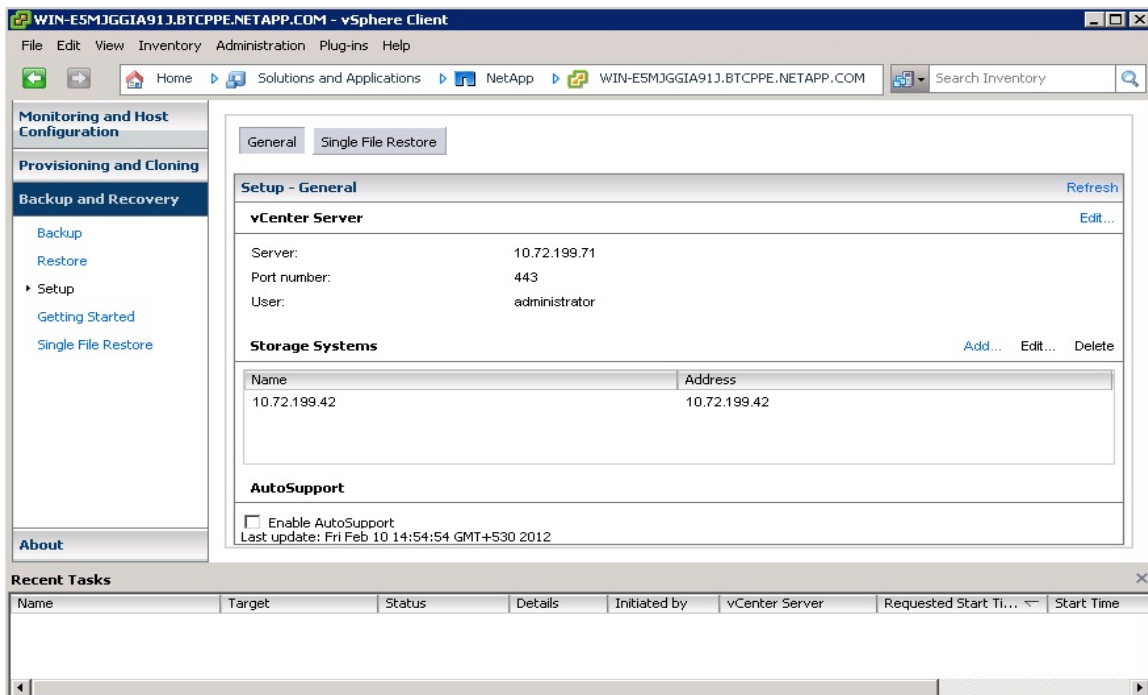 WIN-E5MJGGIA91J.BTCPPE.NETAPP.COM - vSphere Client
File Edit View Inventory Administration Plug-ins Help
Home Solutions and Applications NetApp WIN-E5MJGGIA91J.BTCPPE.NETAPP.COM Search Inventory
Monitoring and Host
Configuration
Provisioning and Cloning
Backup and Recovery
Backup
Restore
Setup
Getting Started
Single File Restore
About
General Single File Restore
Setup - General Refresh
vCenter Server Edit...
Server: 10.72.199.71
Port number: 443
User: administrator
Storage Systems Add... Edit... Delete
Name Address
10.72.199.42 10.72.199.42
AutoSupport
Enable AutoSupport
Last update: Fri Feb 10 14:54:54 GMT+530 2012
Recent Tasks
Name Target Status Details Initiated by vCenter Server Requested Start Ti... Start Time